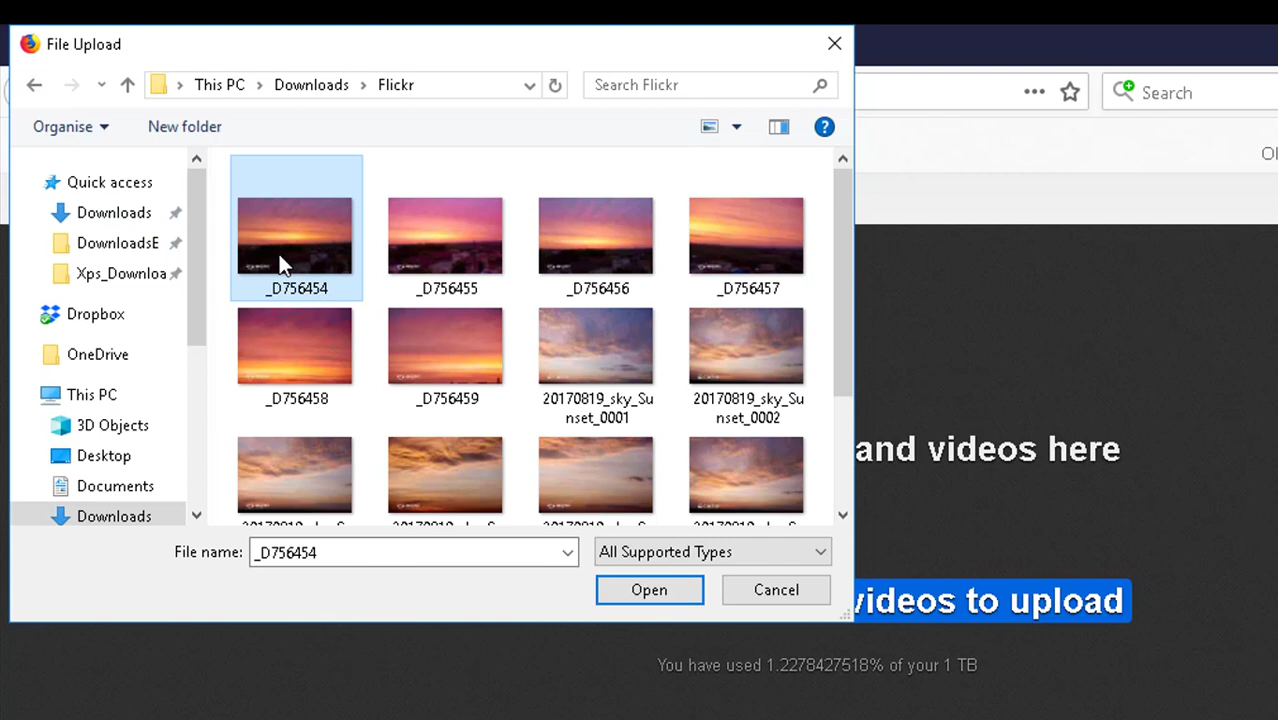 File Upload
This PC
Downloads
Flickr
Search Flickr
Search
Organise
New folder
Quick access
Downloads
DownloadsE
Xps_Downloa
Dropbox
OneDrive
This PC
3D Objects
Desktop
Documents
Downloads
_D756454
_D756455
_D756456
_D756457
_D756458
_D756459
20170819_sky_Su
nset_0001
20170819_sky_Su
nset_0002
and videos here
File name:
_D756454
All Supported Types
Open
Cancel
videos to upload
You have used 1.2278427518% of your 1 TB